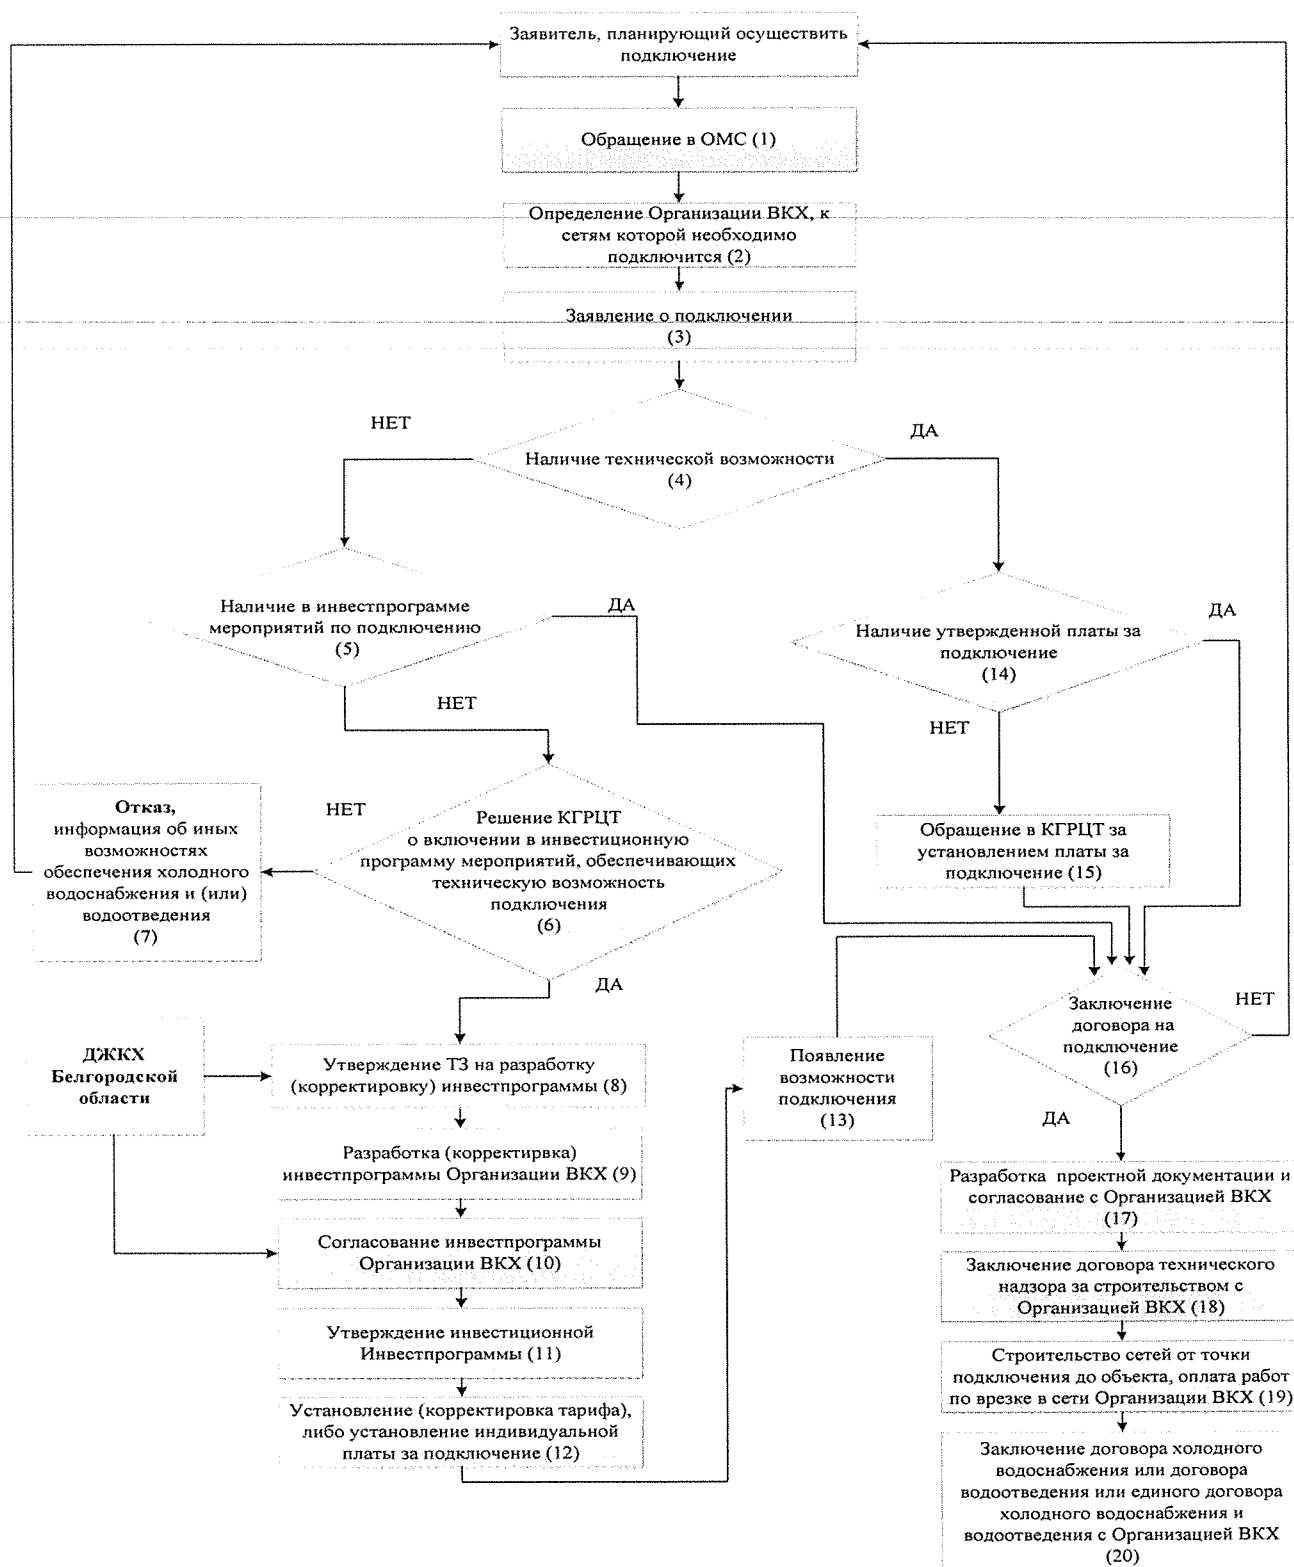 Заявитель, планирующий осуществить
подключение
Обращение в ОМС (1)
Определение Организации ВКХ, к
сетям которой необходимо
подключится (2)
Заявление о подключении
(3)
НЕТ
ДА
Наличие технической возможности
(4)
Наличие в инвестпрограмме
мероприятий по подключению
(5)
ДА
НЕТ
Наличие утвержденной платы за
подключение
(14)
ДА
НЕТ
Отказ,
информация об иных
возможностях
обеспечения холодного
водоснабжения и (или)
водоотведения
(7)
НЕТ
Решение КГРЦТ
о включении в инвестиционную
программу мероприятий, обеспечивающих
техническую возможность
подключения
(6)
ДА
Обращение в КГРЦТ за
установлением платы за
подключение (15)
Заключение
договора на
подключение
(16)
НЕТ
ДА
ДЖКХ
Белгородской
области
Утверждение ТЗ на разработку
(корректировку) инвестпрограммы (8)
Появление
возможности
подключения
(13)
Разработка (корректирвка)
инвестпрограммы Организации ВКХ (9)
Согласование инвестпрограммы
Организации ВКХ (10)
Утверждение инвестиционной
Инвестпрограммы (11)
Установление (корректировка тарифа),
либо установление индивидуальной
платы за подключение (12)
Разработка проектной документации и
согласование с Организацией ВКХ
(17)
Заключение договора технического
надзора за строительством с
Организацией ВКХ (18)
Строительство сетей от точки
подключения до объекта, оплата работ
по врезке в сети Организации ВКХ (19)
Заключение договора холодного
водоснабжения или договора
водоотведения или единого договора
холодного водоснабжения и
водоотведения с Организацией ВКХ
(20)